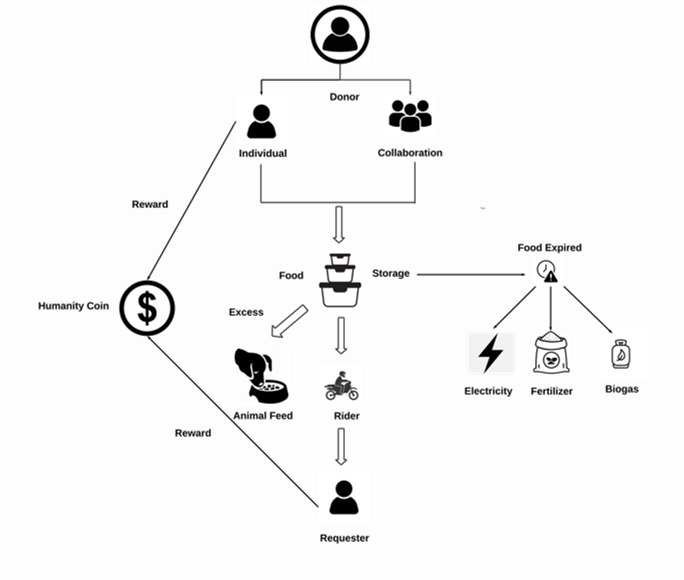 Donor
Individual
Collaboration
Reward
Food Expired
Food
Storage
Humanity Coin
$
Excess
Electricity
Fertilizer
Biogas
Animal Feed
Rider
Reward
Requester